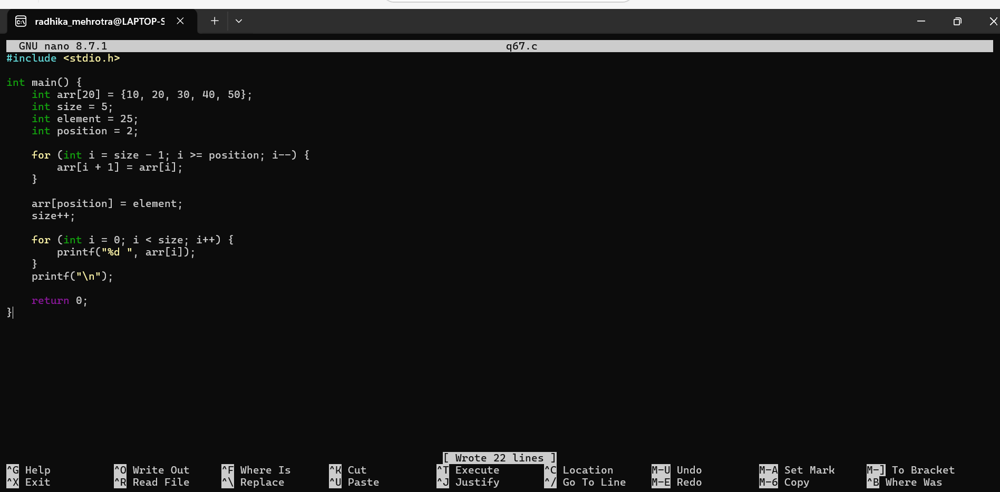 radhika_mehrotra@LAPTOP-S
GNU nano 8.7.1 q67.c
#include <stdio.h>

int main() {
    int arr[20] = {10, 20, 30, 40, 50};
    int size = 5;
    int element = 25;
    int position = 2;

    for (int i = size - 1; i >= position; i--) {
        arr[i + 1] = arr[i];
    }

    arr[position] = element;
    size++;

    for (int i = 0; i < size; i++) {
        printf("%d ", arr[i]);
    }
    printf("\n");

    return 0;
}
[ Wrote 22 lines ]
^G Help ^O Write Out ^F Where Is ^K Cut ^T Execute ^C Location M-U Undo M-A Set Mark M-] To Bracket
^X Exit ^R Read File ^\ Replace ^U Paste ^J Justify ^/ Go To Line M-E Redo M-6 Copy ^B Where Was